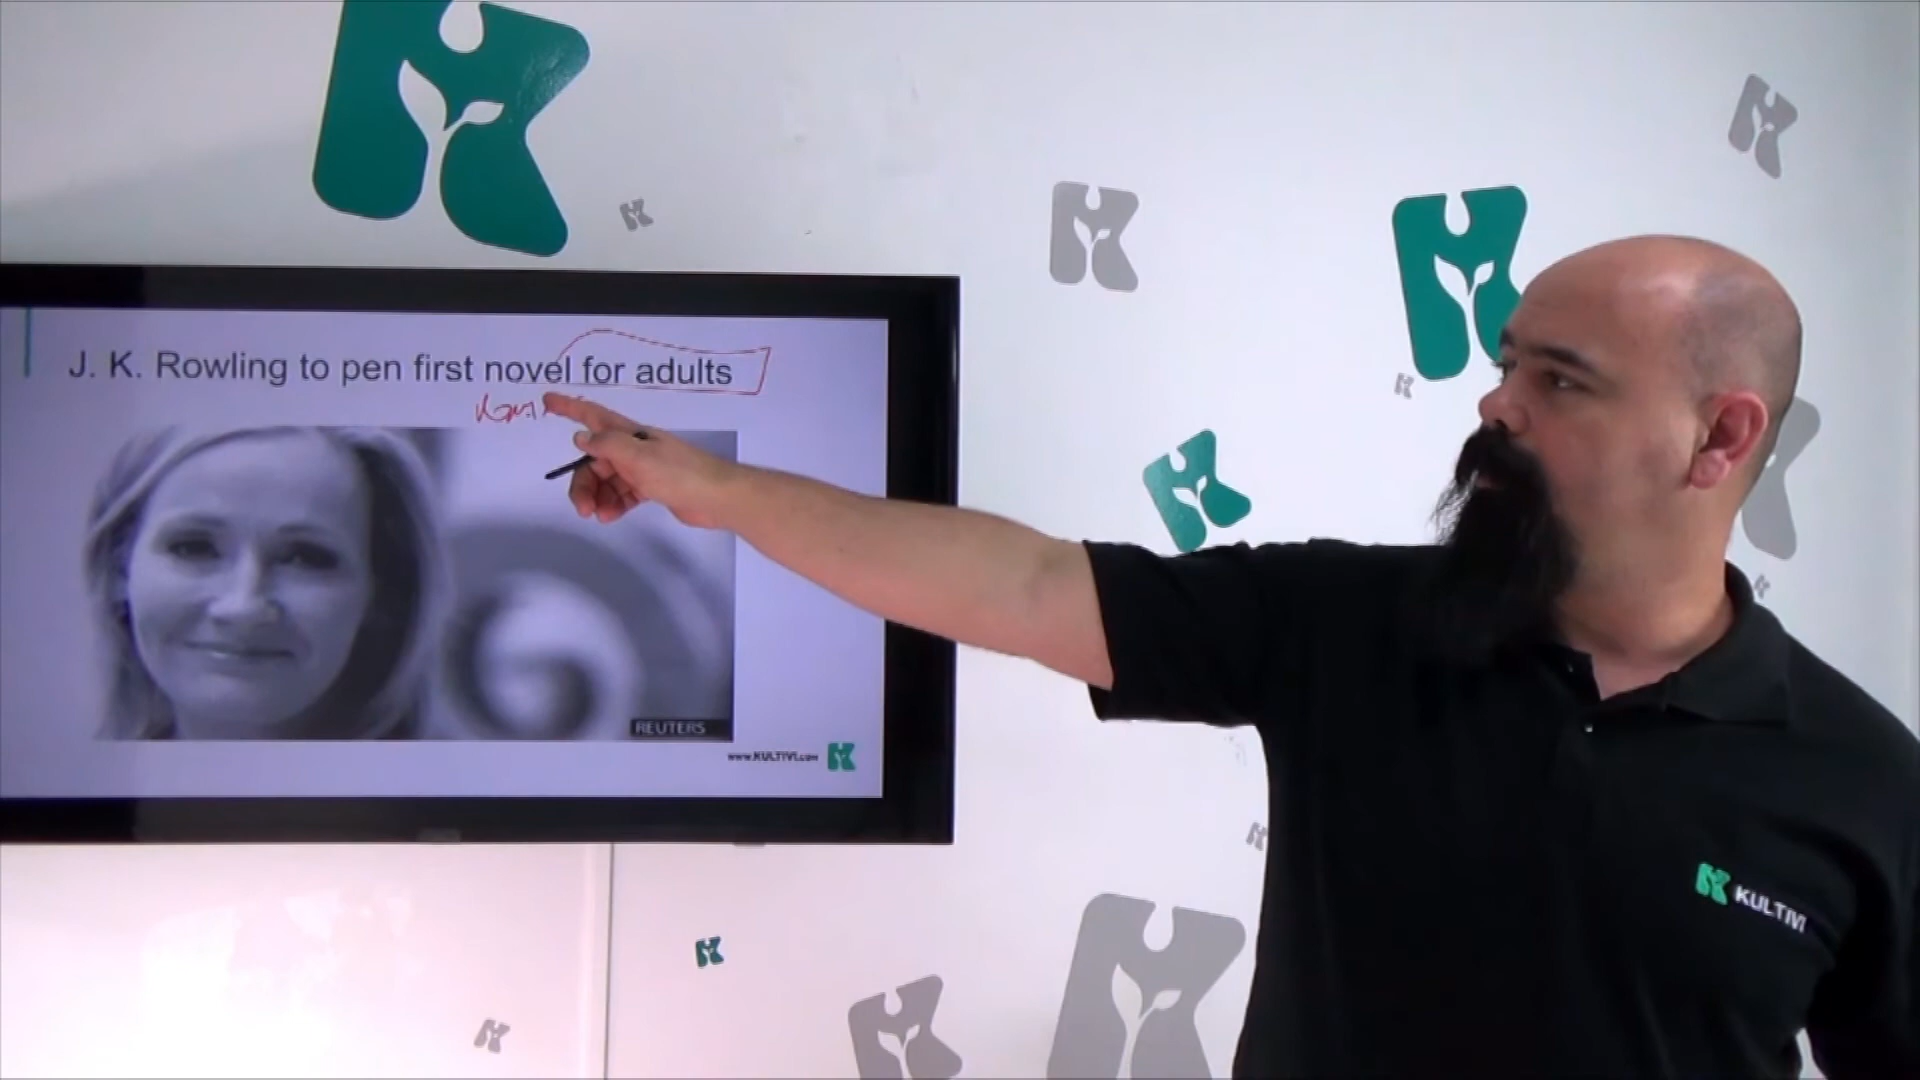 J. K. Rowling to pen first novel for adults
REUTERS
www.KULTIVI.com
KULTIVI